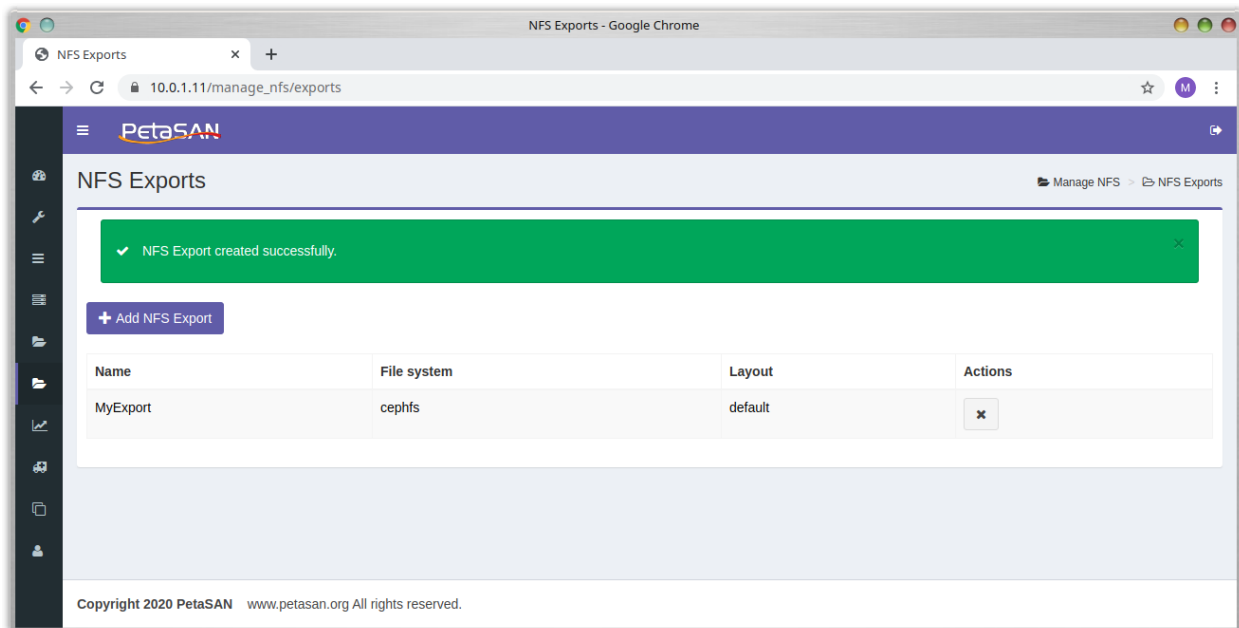 NFS Exports - Google Chrome
NFS Exports
10.0.1.11/manage_nfs/exports
M
PetaSAN
NFS Exports
Manage NFS > NFS Exports
NFS Export created successfully.
Add NFS Export
Name File system Layout Actions
MyExport cephfs default
Copyright 2020 PetaSAN www.petasan.org All rights reserved.